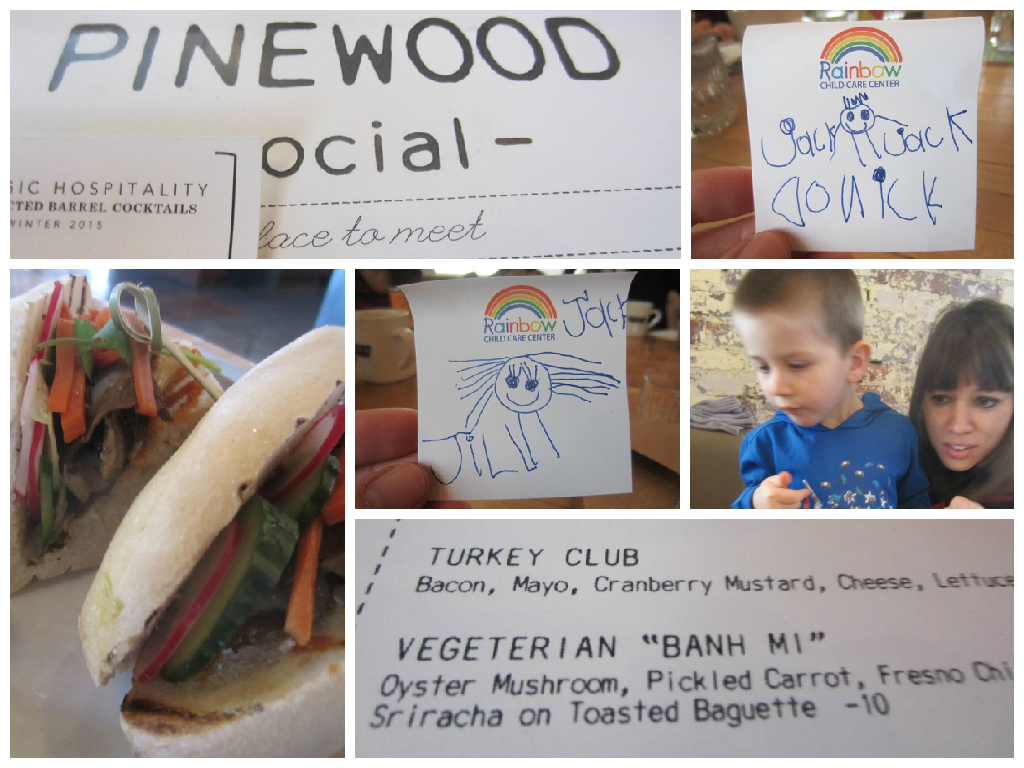 PINEWOOD
ocial-
lace to meet
GIC HOSPITALITY
CTED BARREL COCKTAILS
WINTER 2015
Rainbow
CHILD CARE CENTER
Jack Jack
JONICK
Rainbow
CHILD CARE CENTER
Jack
JILL
TURKEY CLUB
Bacon, Mayo, Cranberry Mustard, Cheese, Lettuce
VEGETERIAN "BANH MI"
Oyster Mushroom, Pickled Carrot, Fresno Chi
Sriracha on Toasted Baguette -10